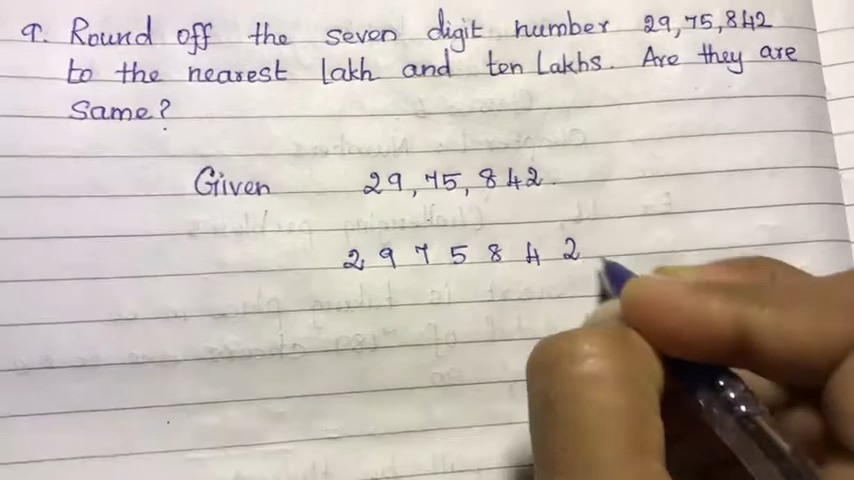 9. Round off the seven digit number 29,75,842
to the nearest lakh and ten Lakhs. Are they are
same?
Given 29,75,842.
2 9 7 5 8 4 2